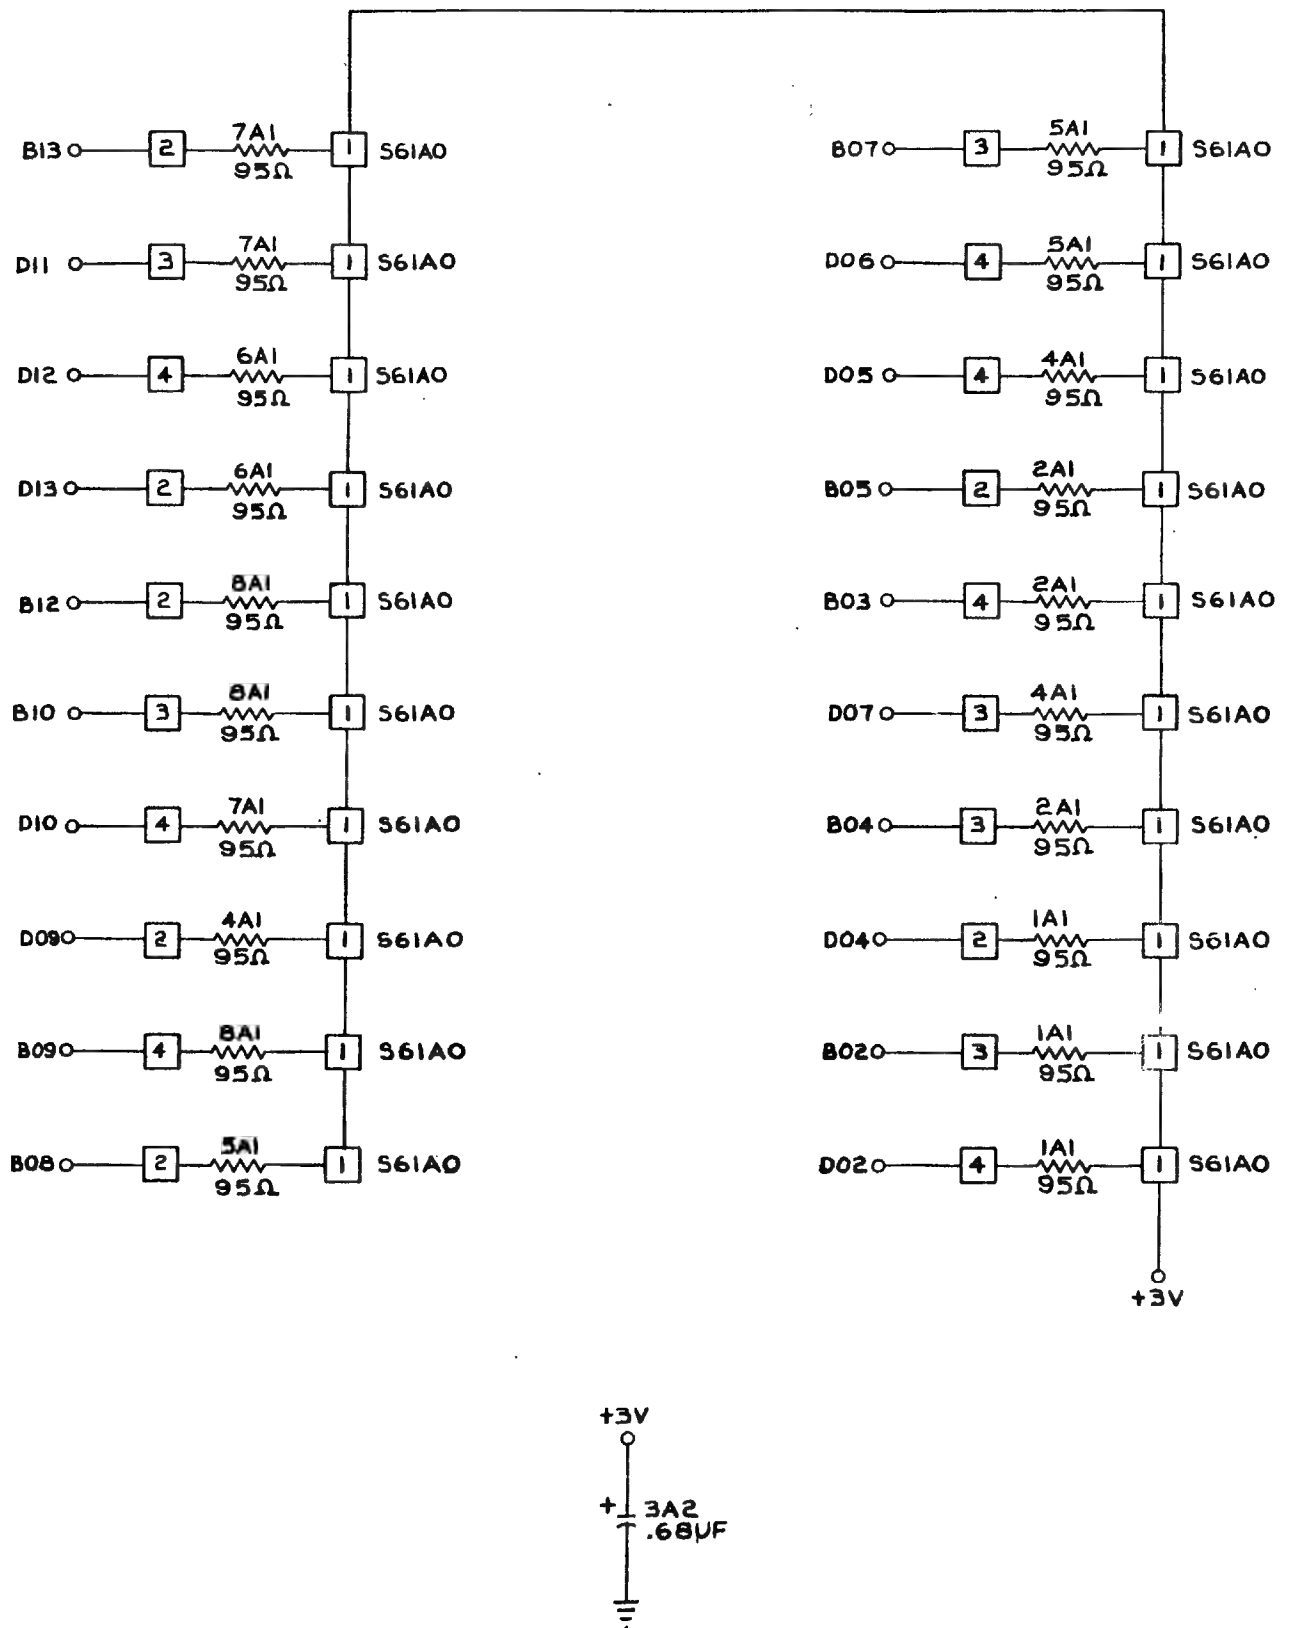 7A1
B13 2 1 S61A0
95Ω
7A1
D11 3 1 S61A0
95Ω
6A1
D12 4 1 S61A0
95Ω
6A1
D13 2 1 S61A0
95Ω
8A1
B12 2 1 S61A0
95Ω
8A1
B10 3 1 S61A0
95Ω
7A1
D10 4 1 S61A0
95Ω
4A1
D09 2 1 S61A0
95Ω
8A1
B09 4 1 S61A0
95Ω
5A1
B08 2 1 S61A0
95Ω
5A1
B07 3 1 S61A0
95Ω
5A1
D06 4 1 S61A0
95Ω
4A1
D05 4 1 S61A0
95Ω
2A1
B05 2 1 S61A0
95Ω
2A1
B03 4 1 S61A0
95Ω
4A1
D07 3 1 S61A0
95Ω
2A1
B04 3 1 S61A0
95Ω
1A1
D04 2 1 S61A0
95Ω
1A1
B02 3 1 S61A0
95Ω
1A1
D02 4 1 S61A0
95Ω
+3V
+3V
+ 3A2
.68µF